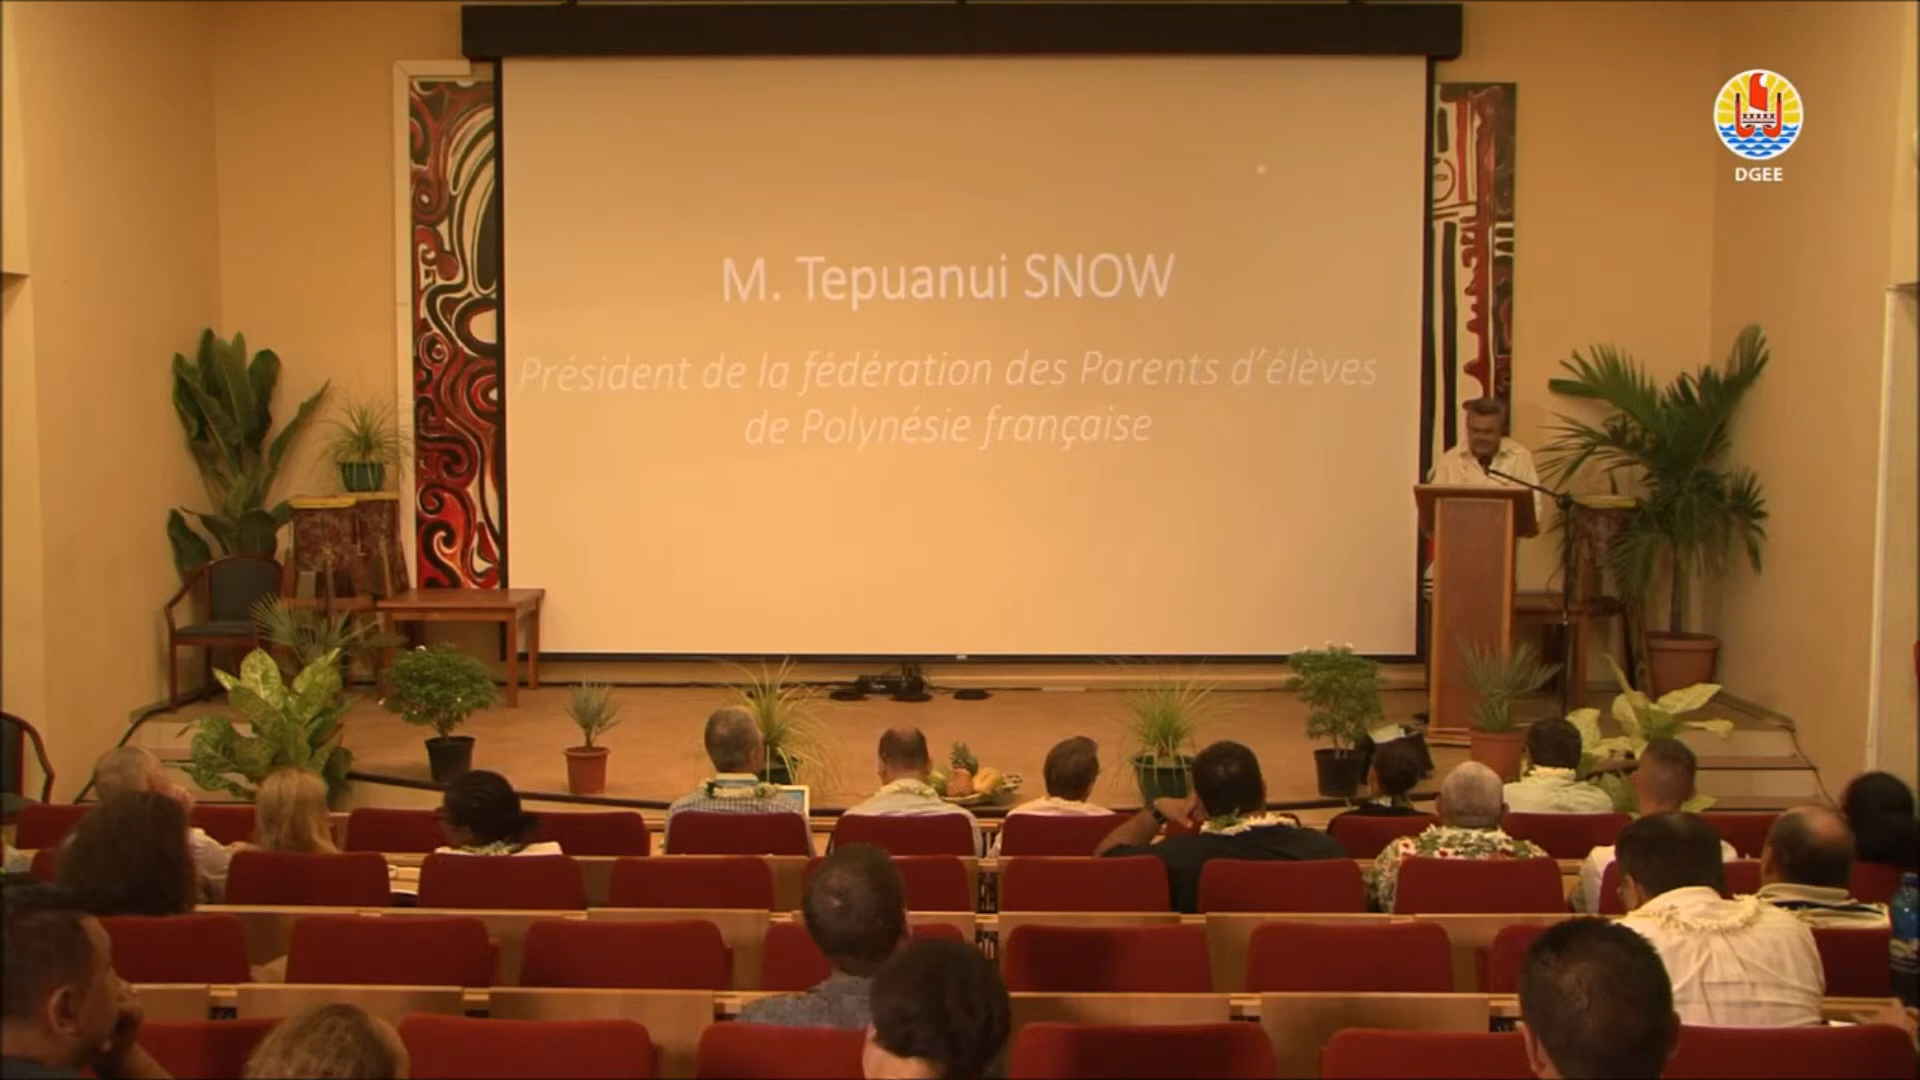 DGEE
M. Tepuanui SNOW
Président de la fédération des Parents d'élèves
de Polynésie française